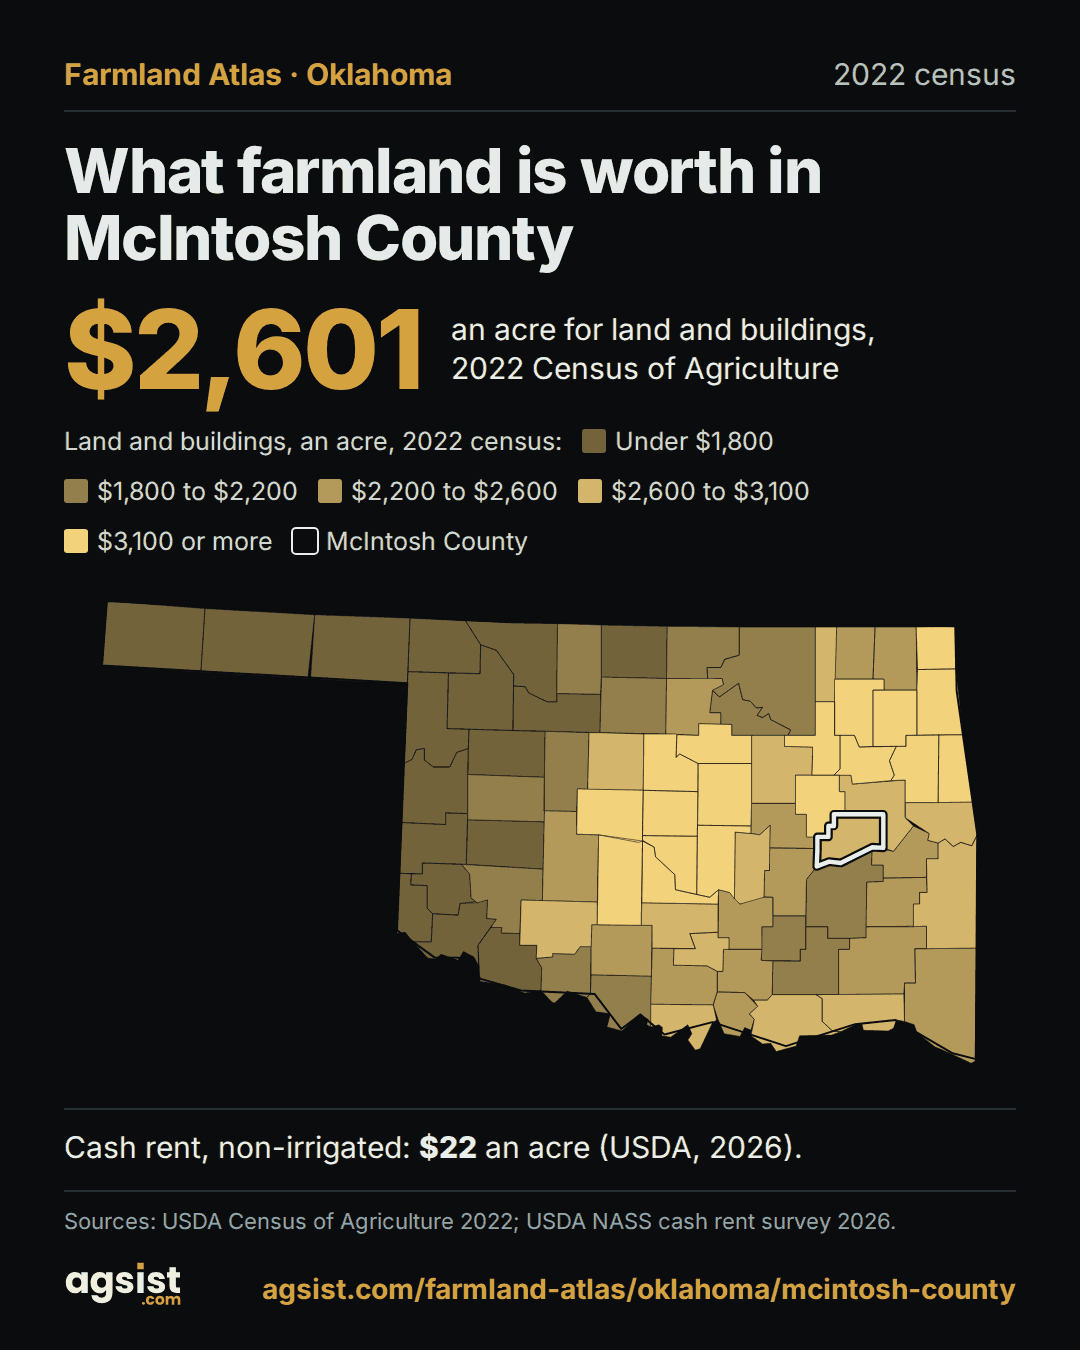 Farmland Atlas · Oklahoma
2022 census
What farmland is worth in
McIntosh County
$2,601
an acre for land and buildings,
2022 Census of Agriculture
Land and buildings, an acre, 2022 census: Under $1,800
$1,800 to $2,200 $2,200 to $2,600 $2,600 to $3,100
$3,100 or more McIntosh County
Cash rent, non-irrigated: $22 an acre (USDA, 2026).
Sources: USDA Census of Agriculture 2022; USDA NASS cash rent survey 2026.
agsist
.com
agsist.com/farmland-atlas/oklahoma/mcintosh-county